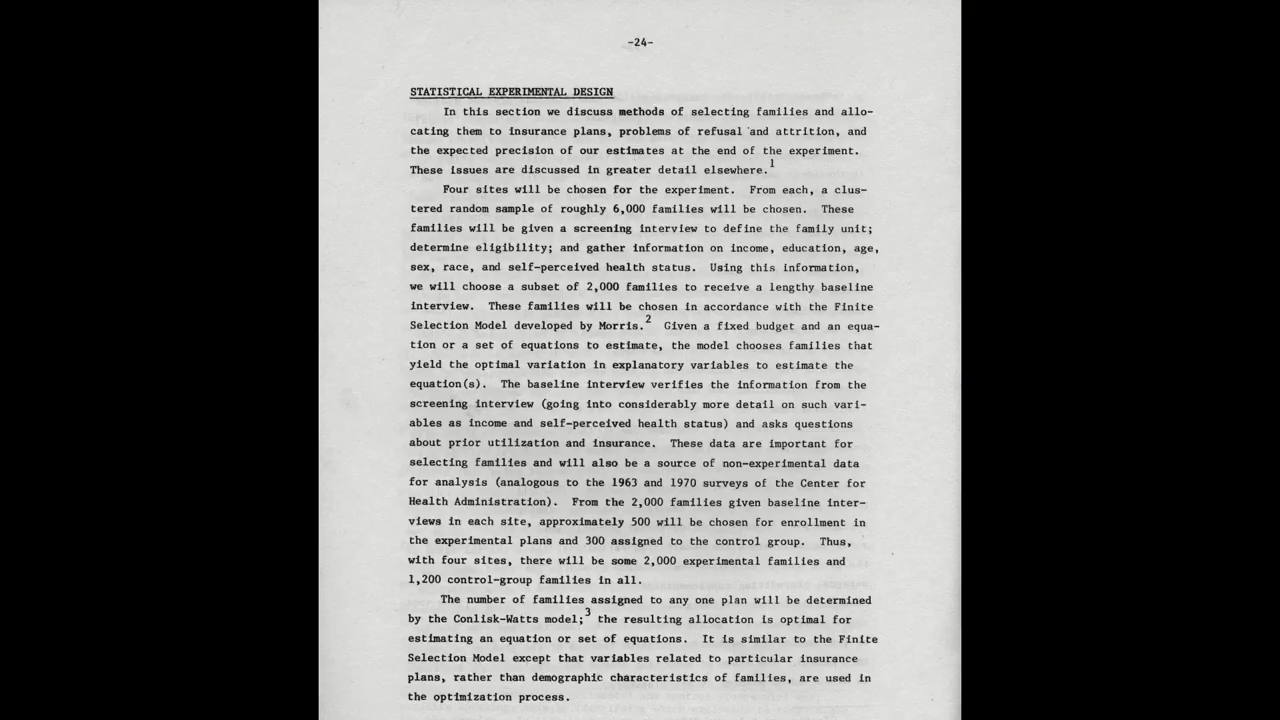 -24-
STATISTICAL EXPERIMENTAL DESIGN
In this section we discuss methods of selecting families and allo-
cating them to insurance plans, problems of refusal and attrition, and
the expected precision of our estimates at the end of the experiment.
These issues are discussed in greater detail elsewhere.1
Four sites will be chosen for the experiment. From each, a clus-
tered random sample of roughly 6,000 families will be chosen. These
families will be given a screening interview to define the family unit;
determine eligibility; and gather information on income, education, age,
sex, race, and self-perceived health status. Using this information,
we will choose a subset of 2,000 families to receive a lengthy baseline
interview. These families will be chosen in accordance with the Finite
Selection Model developed by Morris.2 Given a fixed budget and an equa-
tion or a set of equations to estimate, the model chooses families that
yield the optimal variation in explanatory variables to estimate the
equation(s). The baseline interview verifies the information from the
screening interview (going into considerably more detail on such vari-
ables as income and self-perceived health status) and asks questions
about prior utilization and insurance. These data are important for
selecting families and will also be a source of non-experimental data
for analysis (analogous to the 1963 and 1970 surveys of the Center for
Health Administration). From the 2,000 families given baseline inter-
views in each site, approximately 500 will be chosen for enrollment in
the experimental plans and 300 assigned to the control group. Thus,
with four sites, there will be some 2,000 experimental families and
1,200 control-group families in all.
The number of families assigned to any one plan will be determined
by the Conlisk-Watts model;3 the resulting allocation is optimal for
estimating an equation or set of equations. It is similar to the Finite
Selection Model except that variables related to particular insurance
plans, rather than demographic characteristics of families, are used in
the optimization process.